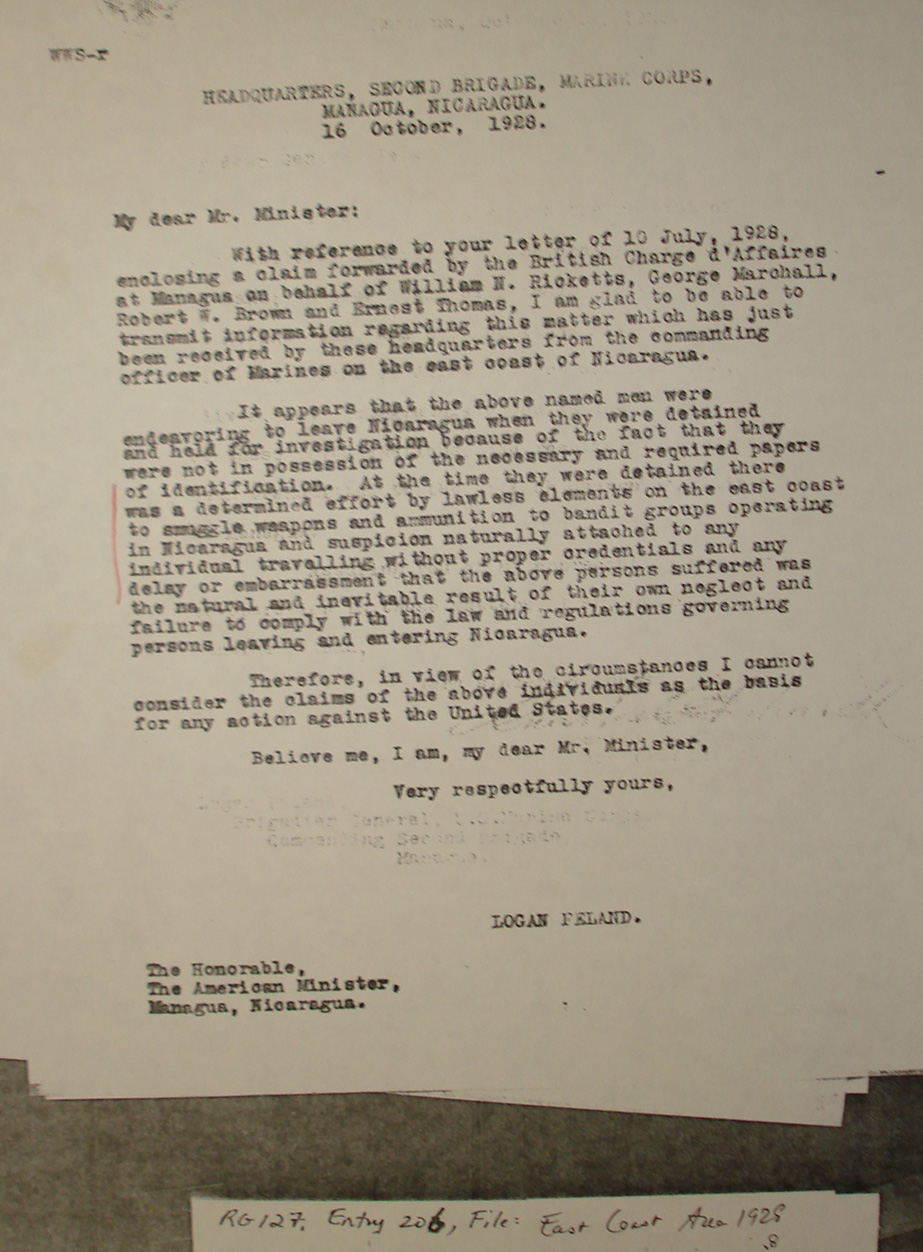 WWS-r
HEADQUARTERS, SECOND BRIGADE, MARINE CORPS,
MANAGUA, NICARAGUA.
16 October, 1928.
My dear Mr. Minister:
With reference to your letter of 10 July, 1928,
enclosing a claim forwarded by the British Charge d'Affaires
at Managua on behalf of William N. Ricketts, George Marchall,
Robert W. Brown and Ernest Thomas, I am glad to be able to
transmit information regarding this matter which has just
been received by these headquarters from the commanding
officer of Marines on the east coast of Nicaragua.
It appears that the above named men were
endeavoring to leave Nicaragua when they were detained
and held for investigation because of the fact that they
were not in possession of the necessary and required papers
of identification. At the time they were detained there
was a determined effort by lawless elements on the east coast
to smuggle weapons and ammunition to bandit groups operating
in Nicaragua and suspicion naturally attached to any
individual travelling without proper credentials and any
delay or embarrassment that the above persons suffered was
the natural and inevitable result of their own neglect and
failure to comply with the law and regulations governing
persons leaving and entering Nicaragua.
Therefore, in view of the circumstances I cannot
consider the claims of the above individuals as the basis
for any action against the United States.
Believe me, I am, my dear Mr. Minister,
Very respectfully yours,
Logan
Brigadier General, U.S. Marine Corps
Commanding Second Brigade
LOGAN FELAND.
The Honorable,
The American Minister,
Managua, Nicaragua.
RG127, Entry 206, File: East Coast Area 1928
.8